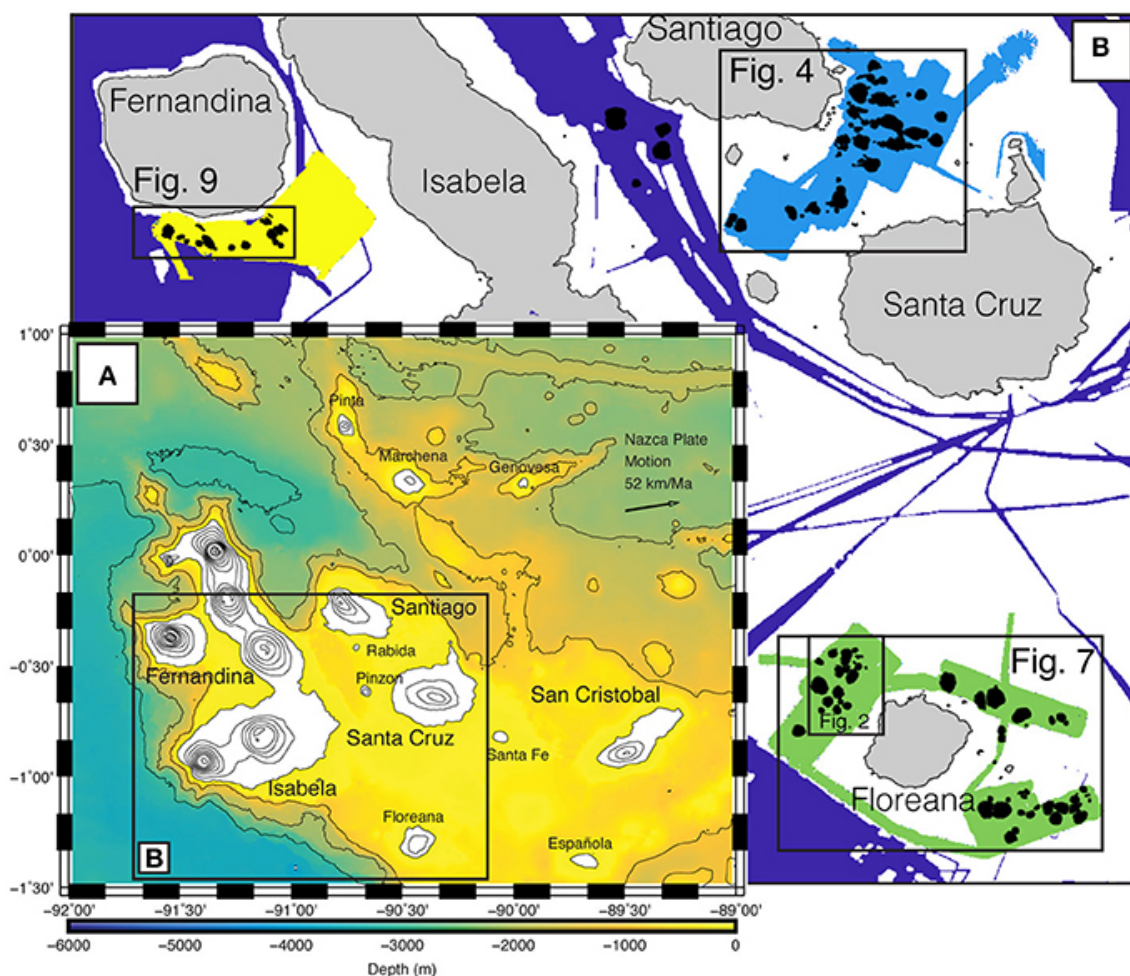 Santiago
B
Fig. 4
Fernandina
Fig. 9
Isabela
Santa Cruz
1˚00'
A
Pinta
0˚30'
Marchena
Genovesa
Nazca Plate
Motion
52 km/Ma
0˚00'
Santiago
Rabida
−0˚30'
Fernandina
Pinzon
San Cristobal
Santa Cruz
Santa Fe
−1˚00'
Isabela
Floreana
Española
B
−1˚30'
−92˚00'
−91˚30'
−91˚00'
−90˚30'
−90˚00'
−89˚30'
−89˚00'
−6000
−5000
−4000
−3000
−2000
−1000
0
Depth (m)
Fig. 7
Fig. 2
Floreana